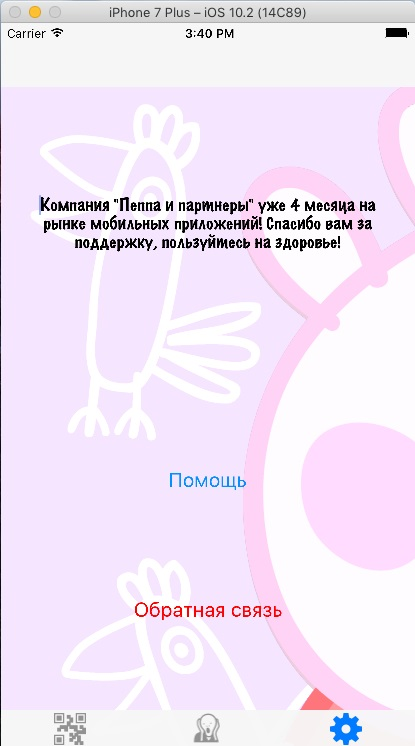 iPhone 7 Plus – iOS 10.2 (14C89)
Carrier 3:40 PM
Компания "Пеппа и партнеры" уже 4 месяца на
рынке мобильных приложений! Спасибо вам за
поддержку, пользуйтесь на здоровье!
Помощь
Обратная связь